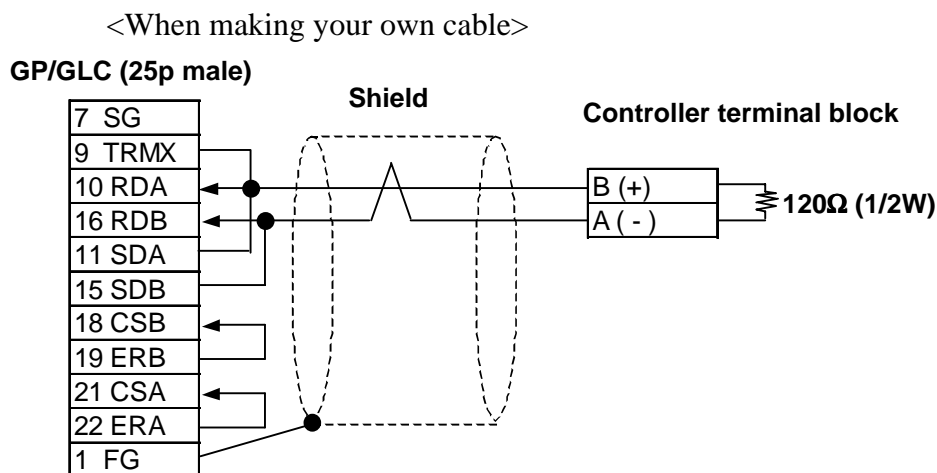 <When making your own cable>
GP/GLC (25p male)
Shield
Controller terminal block
7 SG
9 TRMX
10 RDA
16 RDB
11 SDA
15 SDB
18 CSB
19 ERB
21 CSA
22 ERA
1 FG
B (+)
A ( - )
120Ω (1/2W)